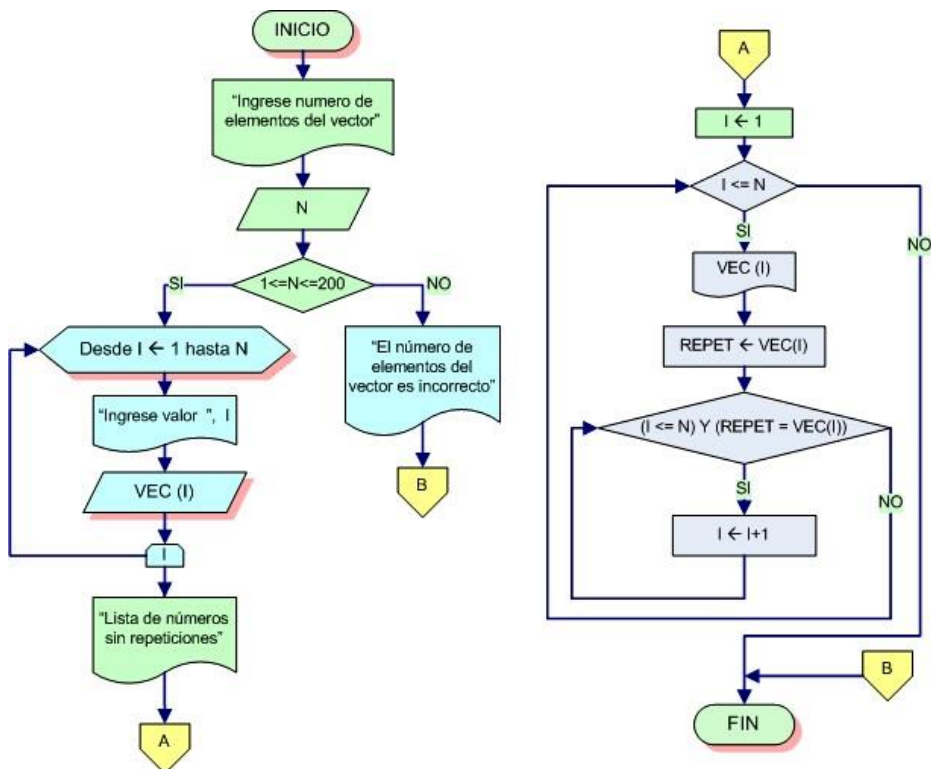 INICIO
“Ingrese numero de
elementos del vector”
N
1<=N<=200
SI
NO
Desde I ← 1 hasta N
“Ingrese valor ”, I
VEC (I)
I
“Lista de números
sin repeticiones”
A
“El número de
elementos del
vector es incorrecto”
B
A
I ← 1
I <= N
SI
NO
VEC (I)
REPET ← VEC(I)
(I <= N) Y (REPET = VEC(I))
SI
NO
I ← I+1
B
FIN